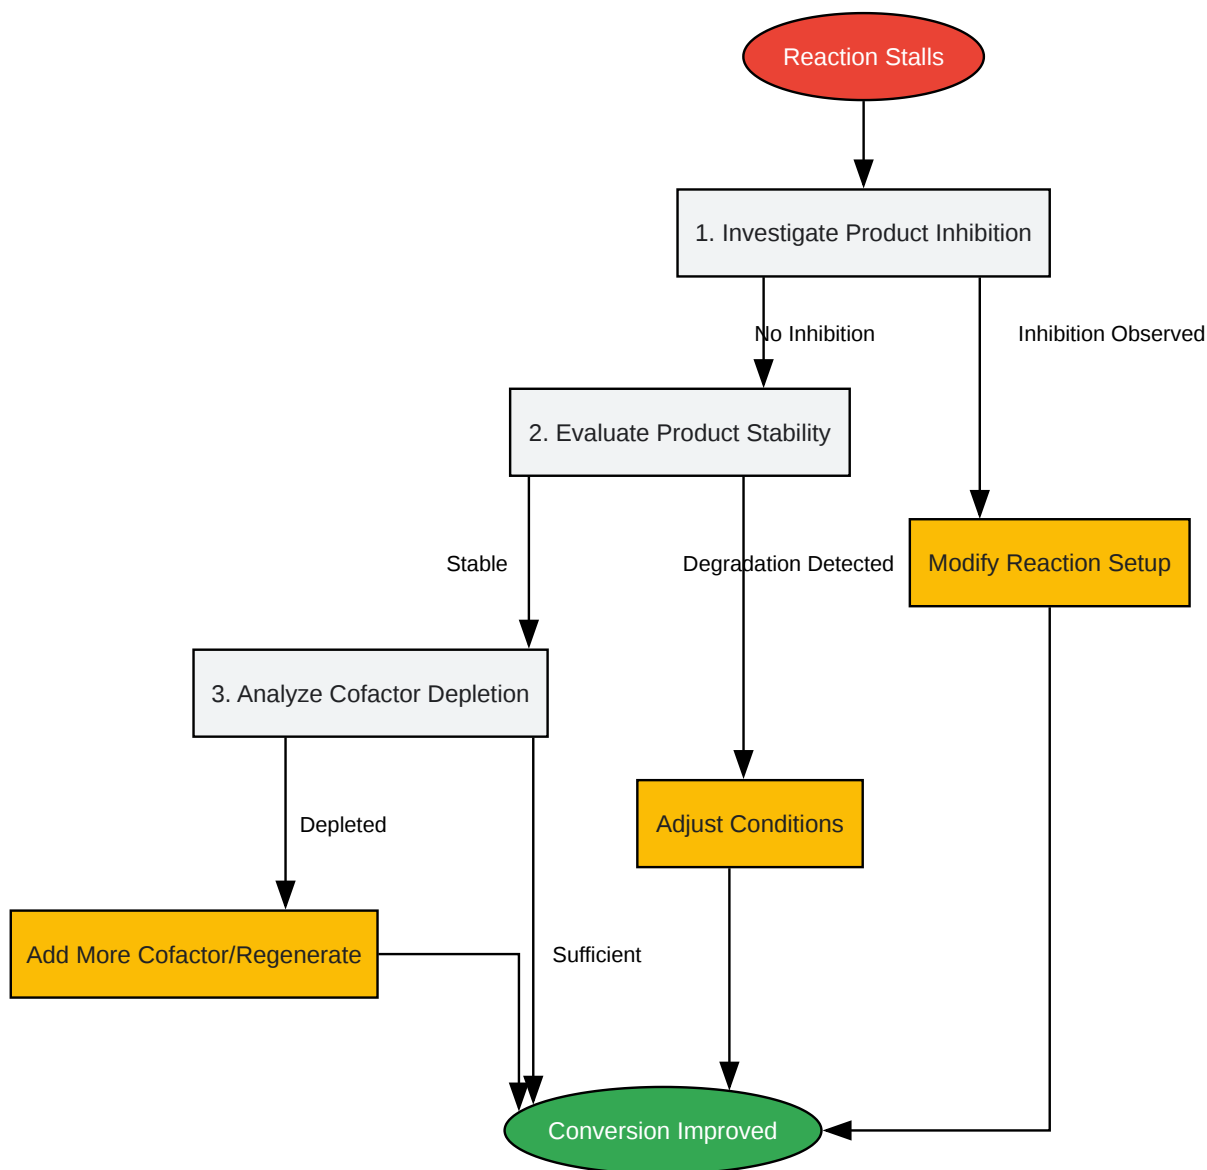 Reaction Stalls
1. Investigate Product Inhibition
No Inhibition
Inhibition Observed
2. Evaluate Product Stability
Stable
Degradation Detected
Modify Reaction Setup
3. Analyze Cofactor Depletion
Depleted
Adjust Conditions
Add More Cofactor/Regenerate
Sufficient
Conversion Improved